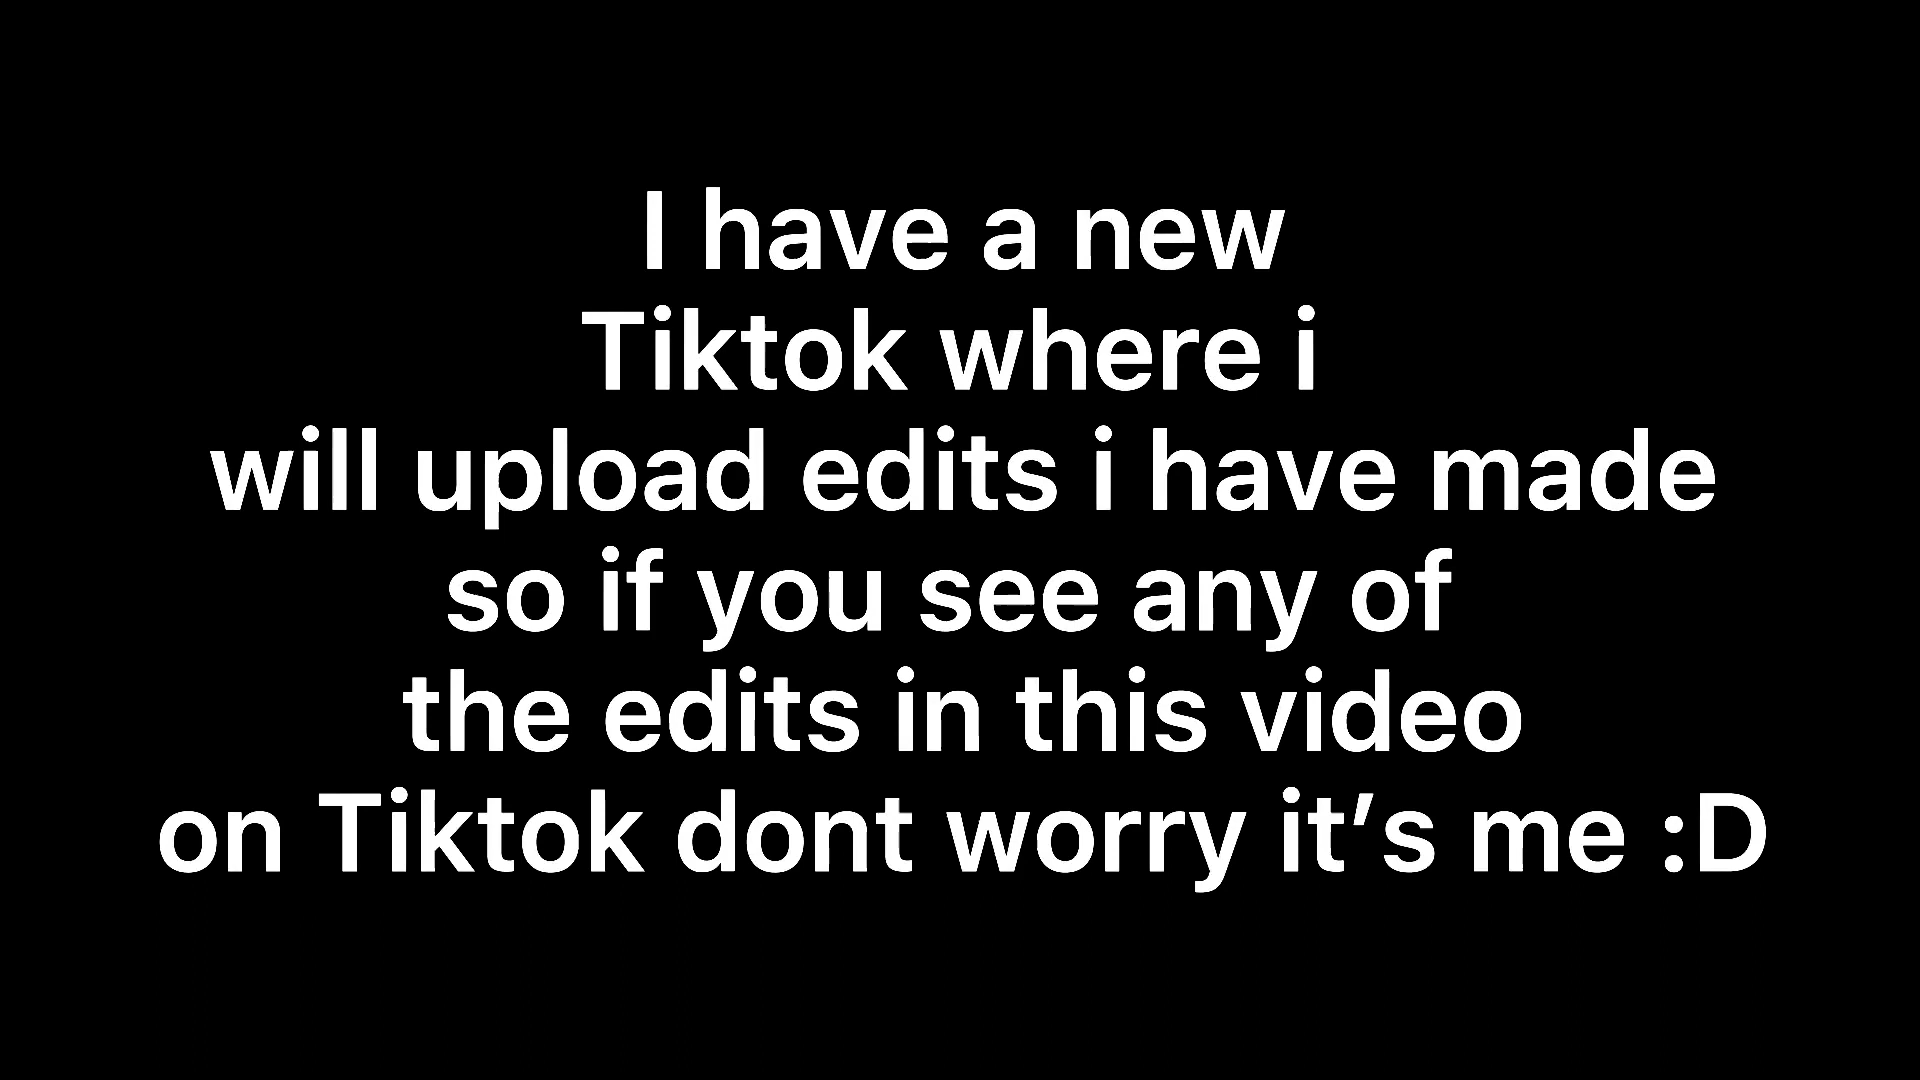 I have a new
Tiktok where i
will upload edits i have made
so if you see any of
the edits in this video
on Tiktok dont worry it’s me :D